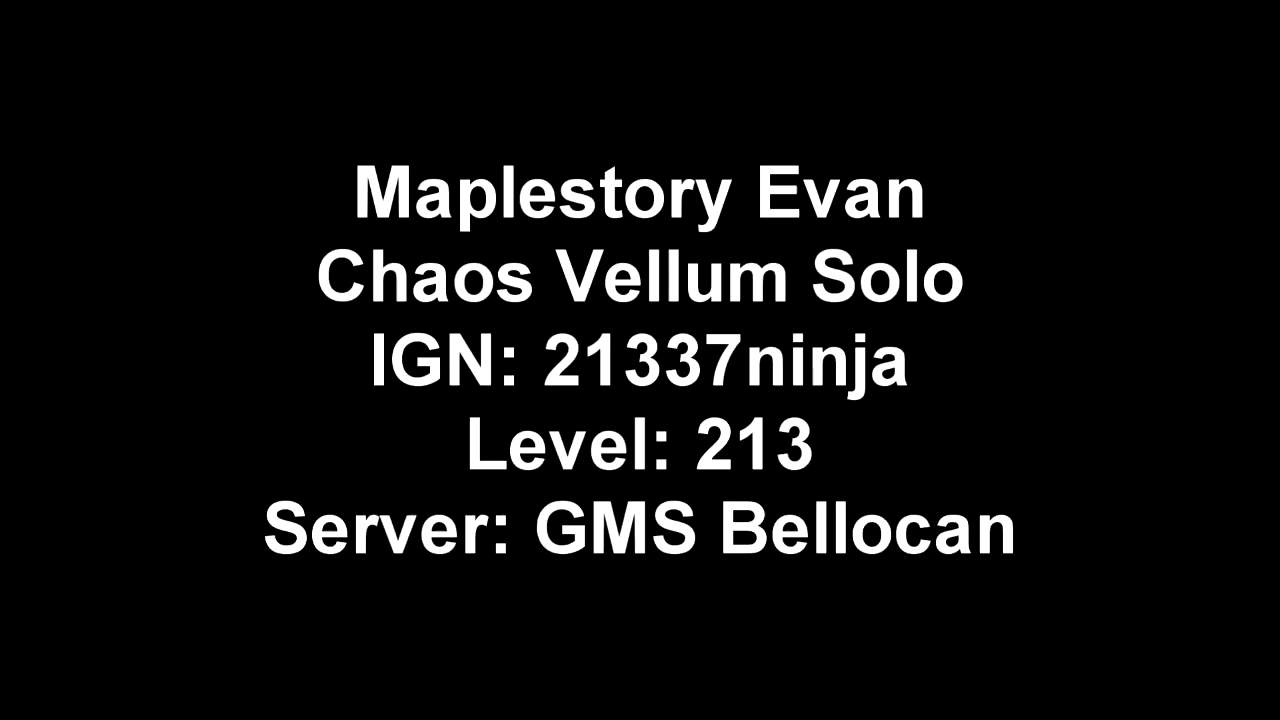 Maplestory Evan
Chaos Vellum Solo
IGN: 21337ninja
Level: 213
Server: GMS Bellocan